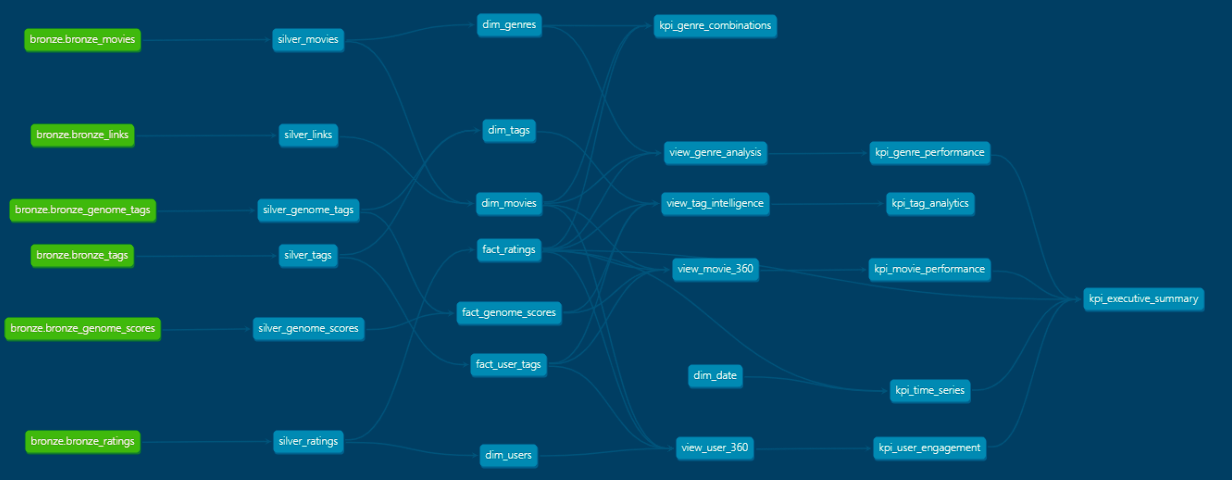 bronze.bronze_movies
silver_movies
dim_genres
kpi_genre_combinations
bronze.bronze_links
silver_links
dim_tags
view_genre_analysis
kpi_genre_performance
bronze.bronze_genome_tags
silver_genome_tags
dim_movies
view_tag_intelligence
kpi_tag_analytics
bronze.bronze_tags
silver_tags
fact_ratings
view_movie_360
kpi_movie_performance
kpi_executive_summary
bronze.bronze_genome_scores
silver_genome_scores
fact_genome_scores
fact_user_tags
dim_date
kpi_time_series
bronze.bronze_ratings
silver_ratings
dim_users
view_user_360
kpi_user_engagement